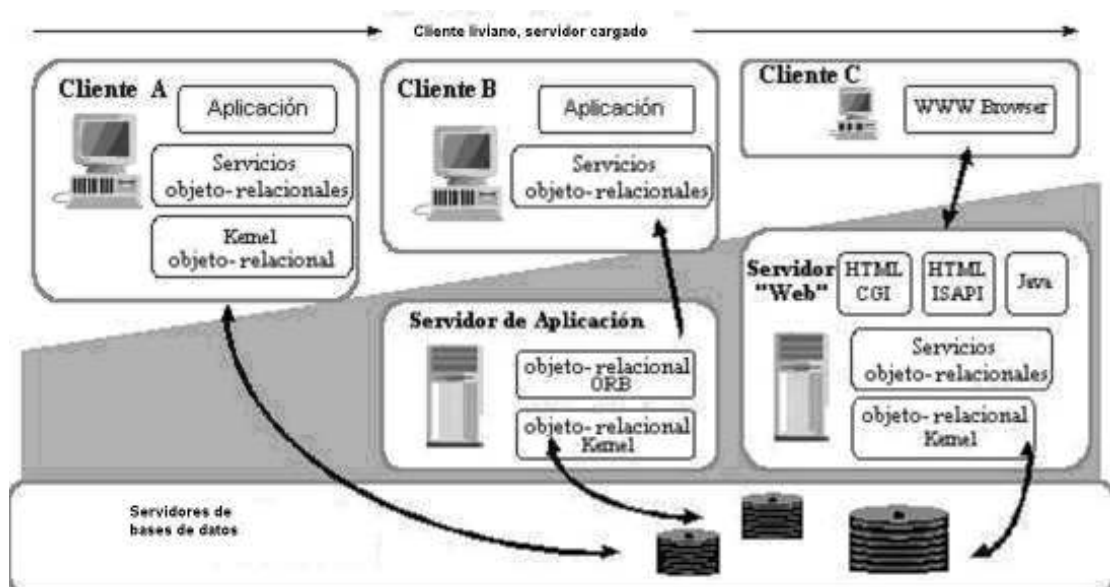 Cliente liviano, servidor cargado
Cliente A
Aplicación
Servicios
objeto-relacionales
Kernel
objeto-relacional
Cliente B
Aplicación
Servicios
objeto-relacionales
Cliente C
WWW Browser
Servidor de Aplicación
objeto-relacional
ORB
objeto-relacional
Kernel
Servidor
"Web"
HTML
CGI
HTML
ISAPI
Java
Servicios
objeto-relacionales
objeto-relacional
Kernel
Servidores de
bases de datos